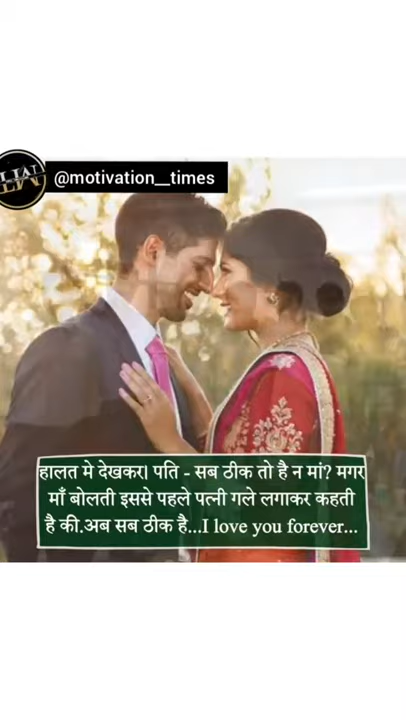 @motivation__times
हालत मे देखकर। पति - सब ठीक तो है न मां? मगर
माँ बोलती इससे पहले पत्नी गले लगाकर कहती
है की.अब सब ठीक है...I love you forever...